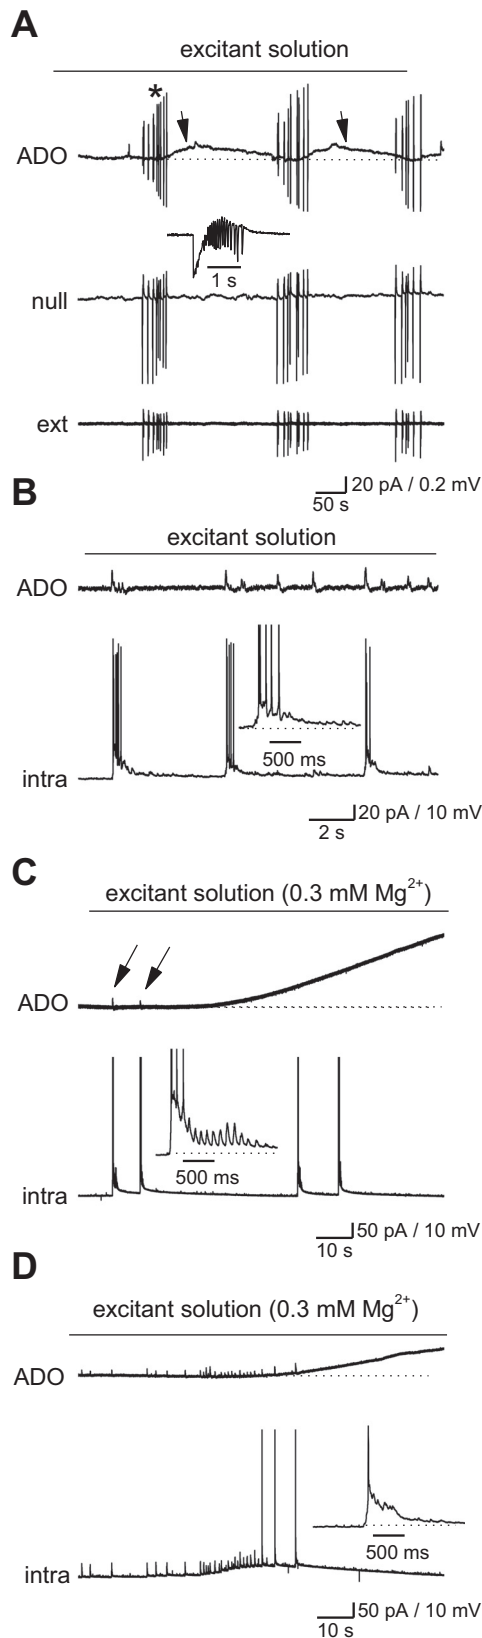 A
excitant solution
*
ADO
1 s
null
ext
20 pA / 0.2 mV
50 s
B
excitant solution
ADO
500 ms
intra
20 pA / 10 mV
2 s
C
excitant solution (0.3 mM Mg²⁺)
ADO
500 ms
intra
50 pA / 10 mV
10 s
D
excitant solution (0.3 mM Mg²⁺)
ADO
500 ms
intra
50 pA / 10 mV
10 s